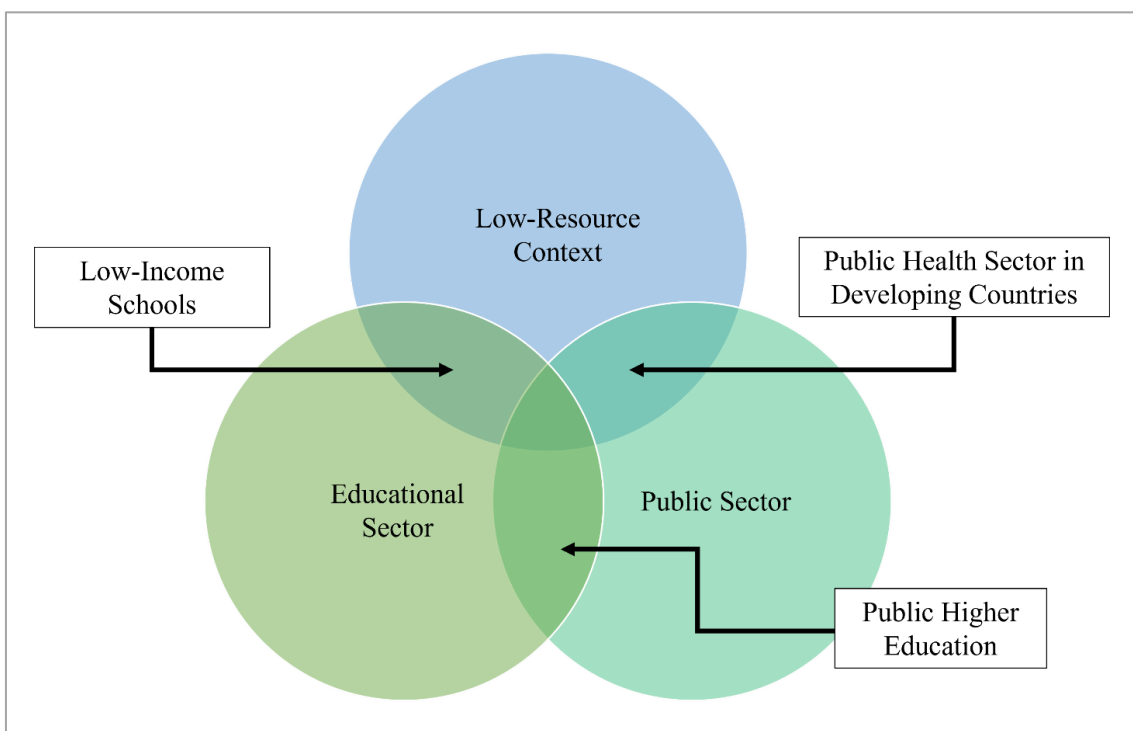 Low-Resource
Context
Low-Income
Schools
Public Health Sector in
Developing Countries
Educational
Sector
Public Sector
Public Higher
Education